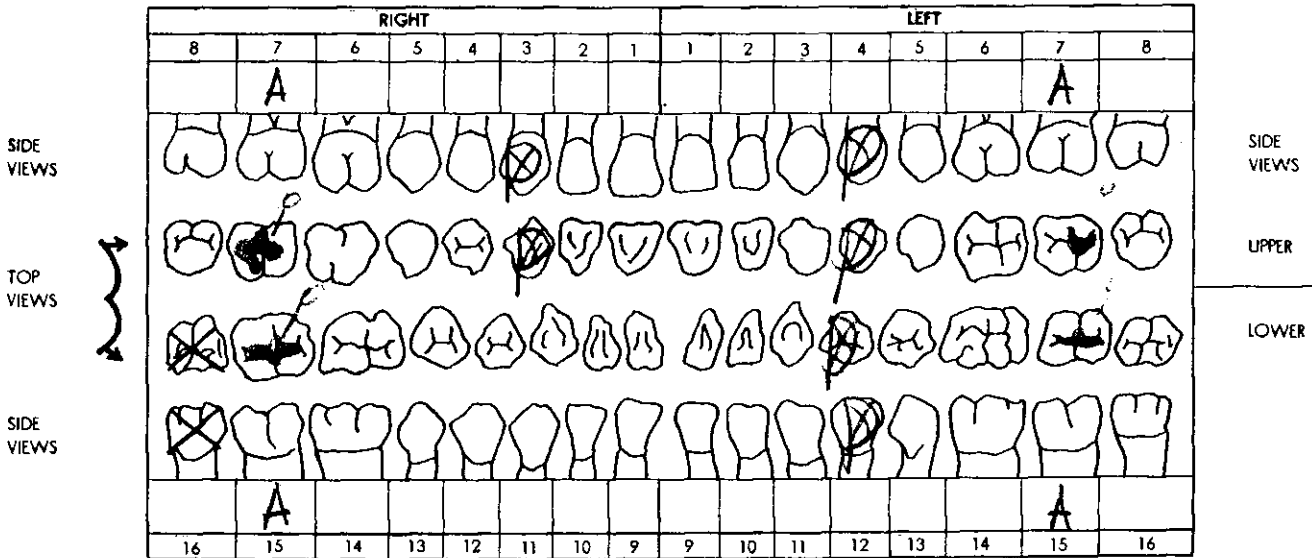 RIGHT LEFT
8 7 6 5 4 3 2 1 1 2 3 4 5 6 7 8
A A
SIDE VIEWS SIDE VIEWS
TOP VIEWS UPPER
LOWER
SIDE VIEWS
A A
16 15 14 13 12 11 10 9 9 10 11 12 13 14 15 16